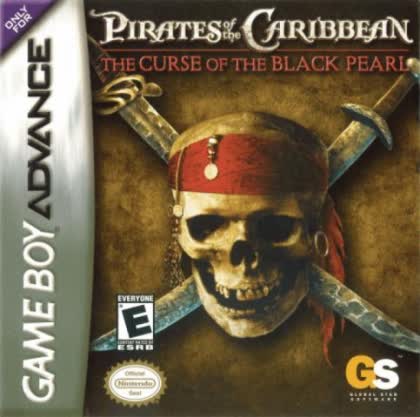 ONLY
FOR
GAME BOY ADVANCE
PIRATES of the CARIBBEAN
THE CURSE OF THE BLACK PEARL
EVERYONE
E
CONTENT RATED BY
ESRB
Official
Nintendo
Seal
GS
GLOBAL STAR
SOFTWARE